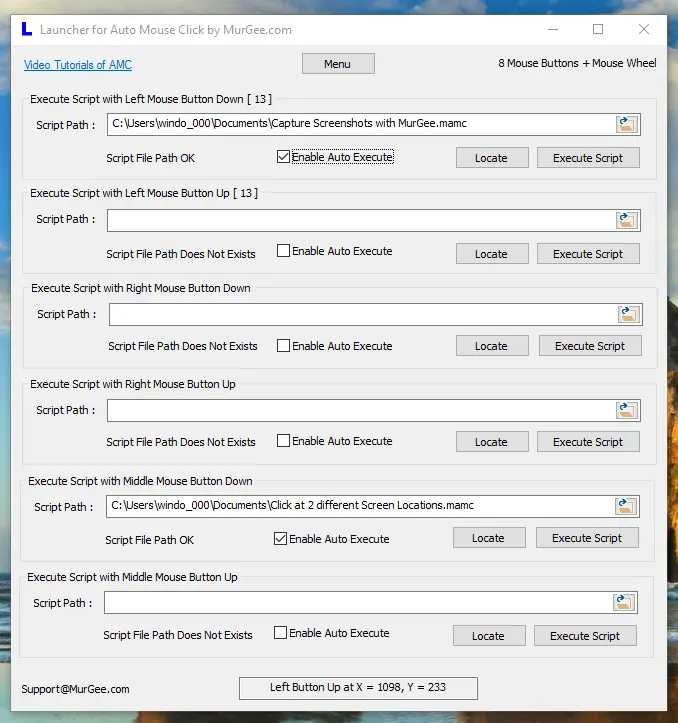 L Launcher for Auto Mouse Click by MurGee.com
Video Tutorials of AMC Menu 8 Mouse Buttons + Mouse Wheel
Execute Script with Left Mouse Button Down [ 13 ]
Script Path : C:\Users\windo_000\Documents\Capture Screenshots with MurGee.mamc
Script File Path OK Enable Auto Execute Locate Execute Script
Execute Script with Left Mouse Button Up [ 13 ]
Script Path :
Script File Path Does Not Exists Enable Auto Execute Locate Execute Script
Execute Script with Right Mouse Button Down
Script Path :
Script File Path Does Not Exists Enable Auto Execute Locate Execute Script
Execute Script with Right Mouse Button Up
Script Path :
Script File Path Does Not Exists Enable Auto Execute Locate Execute Script
Execute Script with Middle Mouse Button Down
Script Path : C:\Users\windo_000\Documents\Click at 2 different Screen Locations.mamc
Script File Path OK Enable Auto Execute Locate Execute Script
Execute Script with Middle Mouse Button Up
Script Path :
Script File Path Does Not Exists Enable Auto Execute Locate Execute Script
Support@MurGee.com Left Button Up at X = 1098, Y = 233